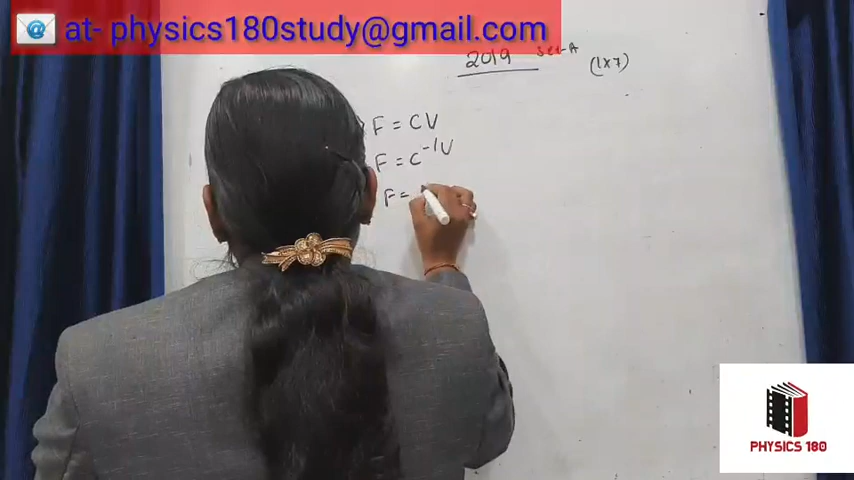 at- physics180study@gmail.com
2019 Set-A (1x7)
F = CV
F = C⁻¹V
F =
PHYSICS 180